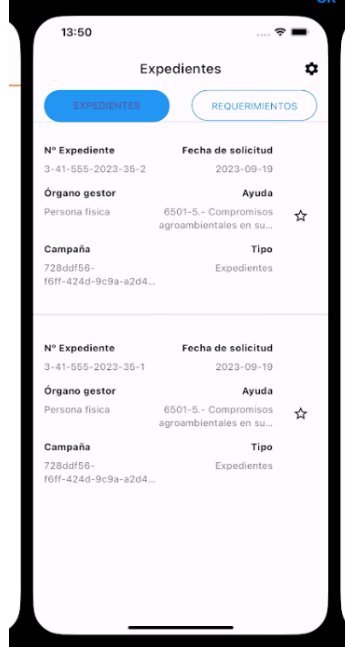 OK
13:50
Expedientes
EXPEDIENTES REQUERIMIENTOS
Nº Expediente Fecha de solicitud
3-41-555-2023-35-2 2023-09-19
Órgano gestor Ayuda
Persona física 6501-5.- Compromisos
agroambientales en su...
Campaña Tipo
728ddf56- Expedientes
f6ff-424d-9c9a-a2d4...
Nº Expediente Fecha de solicitud
3-41-555-2023-35-1 2023-09-19
Órgano gestor Ayuda
Persona física 6501-5.- Compromisos
agroambientales en su...
Campaña Tipo
728ddf56- Expedientes
f6ff-424d-9c9a-a2d4...